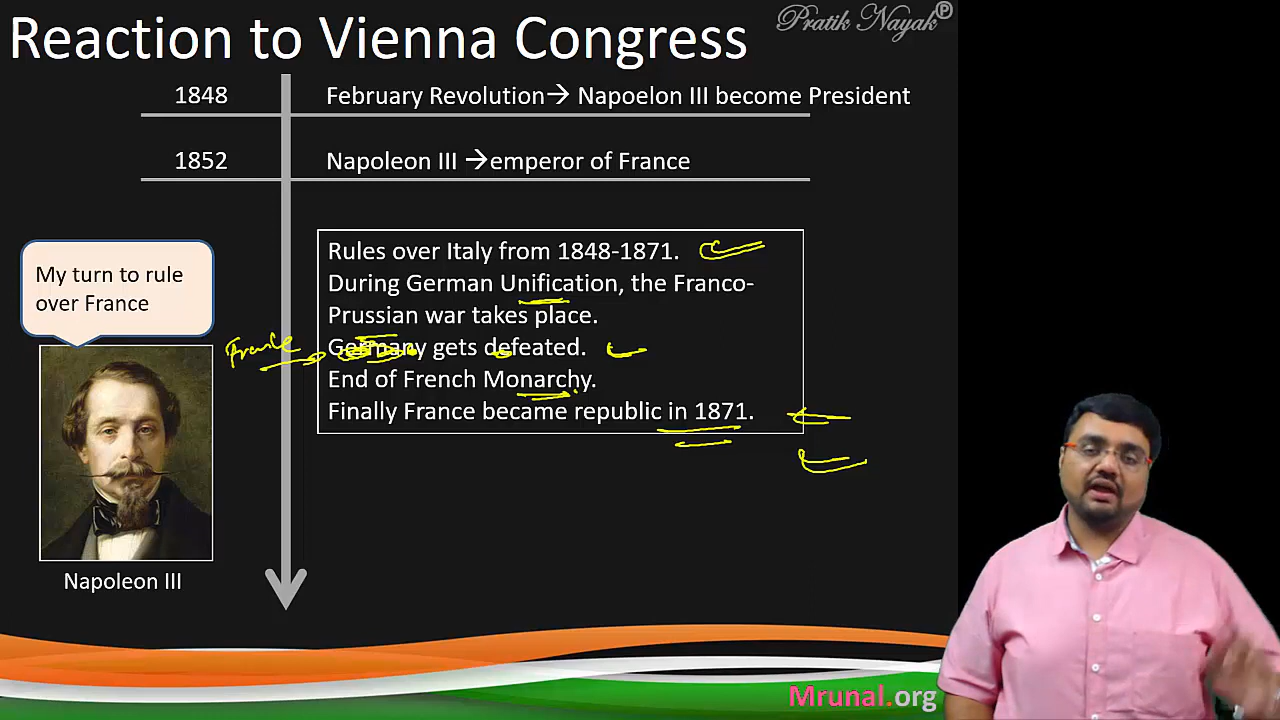 Pratik Nayak P
Reaction to Vienna Congress
1848 February Revolution→ Napoelon III become President
1852 Napoleon III →emperor of France
My turn to rule
over France
Napoleon III
Rules over Italy from 1848-1871.
During German Unification, the Franco-
Prussian war takes place.
France
Germany gets defeated.
End of French Monarchy.
Finally France became republic in 1871.
Mrunal.org